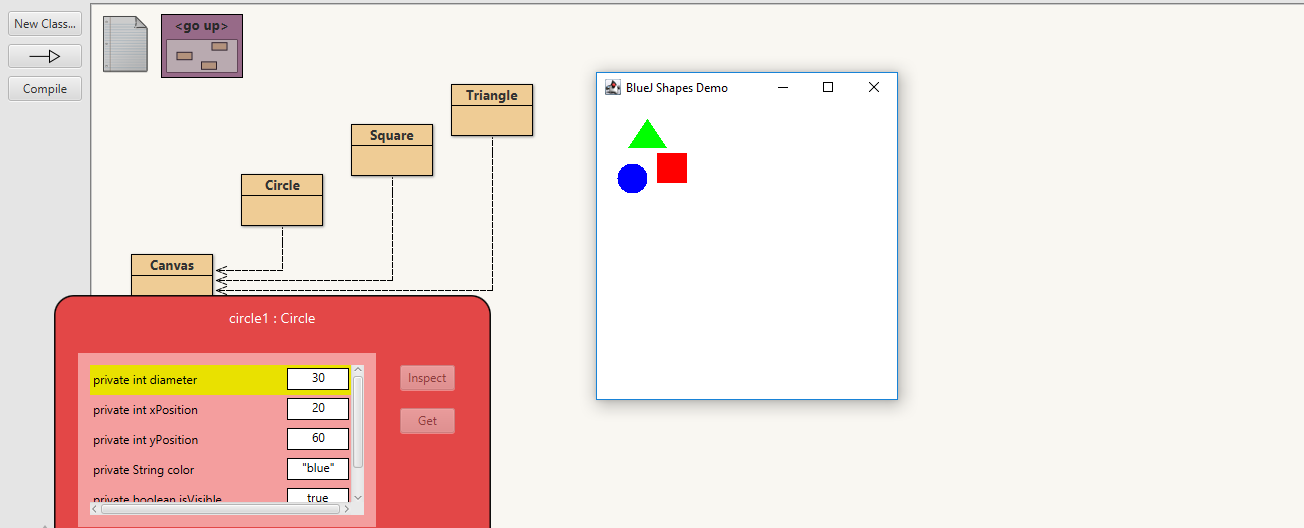 New Class...
Compile
<go up>
Triangle
Square
Circle
Canvas
BlueJ Shapes Demo
circle1 : Circle
private int diameter 30
private int xPosition 20
private int yPosition 60
private String color "blue"
private boolean isVisible true
Inspect
Get